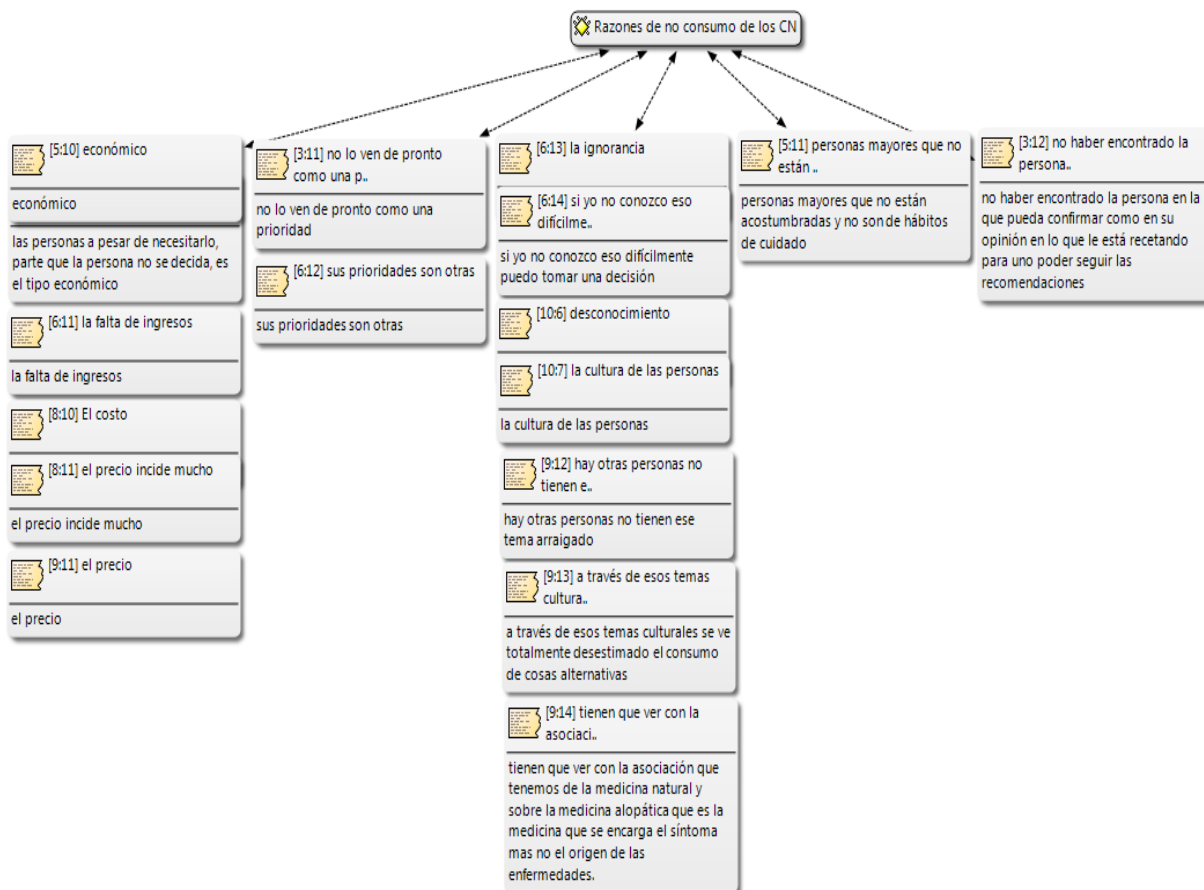 Razones de no consumo de los CN
[5:10] económico
económico
las personas a pesar de necesitarlo,
parte que la persona no se decida, es
el tipo económico
[6:11] la falta de ingresos
la falta de ingresos
[8:10] El costo
[8:11] el precio incide mucho
el precio incide mucho
[9:11] el precio
el precio
[3:11] no lo ven de pronto
como una p..
no lo ven de pronto como una
prioridad
[6:12] sus prioridades son otras
sus prioridades son otras
[6:13] la ignorancia
[6:14] si yo no conozco eso
difícilme..
si yo no conozco eso difícilmente
puedo tomar una decisión
[10:6] desconocimiento
[10:7] la cultura de las personas
la cultura de las personas
[9:12] hay otras personas no
tienen e..
hay otras personas no tienen ese
tema arraigado
[9:13] a través de esos temas
cultura..
a través de esos temas culturales se ve
totalmente desestimado el consumo
de cosas alternativas
[9:14] tienen que ver con la
asociaci..
tienen que ver con la asociación que
tenemos de la medicina natural y
sobre la medicina alopática que es la
medicina que se encarga el síntoma
mas no el origen de las
enfermedades.
[5:11] personas mayores que no
están ..
personas mayores que no están
acostumbradas y no son de hábitos
de cuidado
[3:12] no haber encontrado la
persona..
no haber encontrado la persona en la
que pueda confirmar como en su
opinión en lo que le está recetando
para uno poder seguir las
recomendaciones